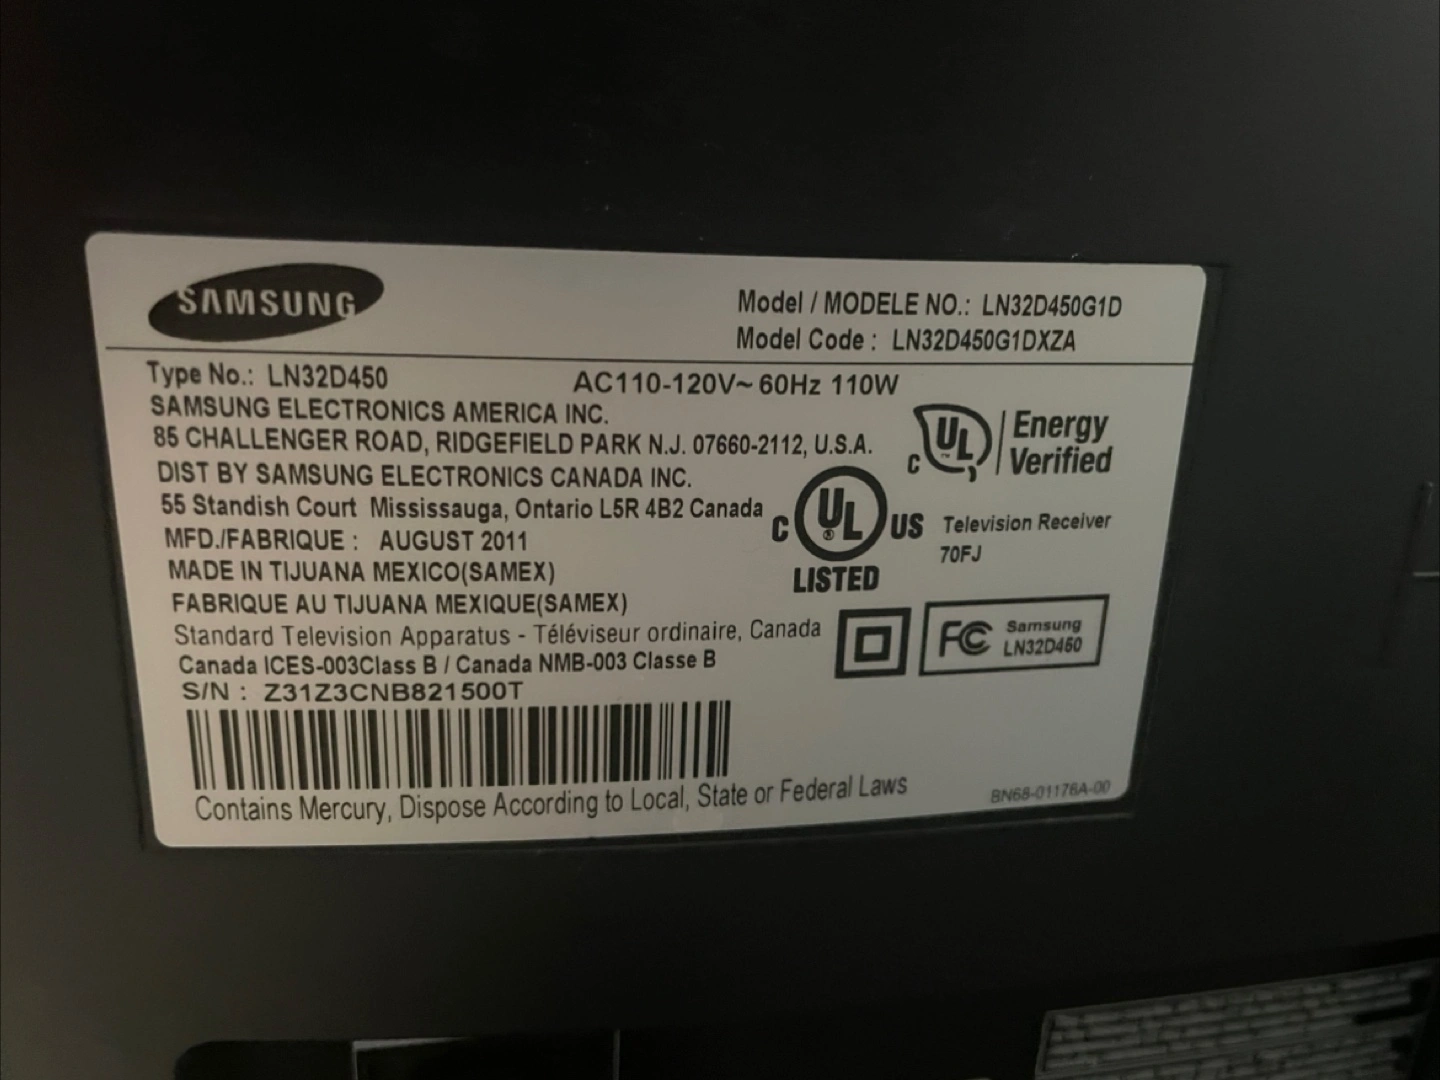 SAMSUNG
Model / MODELE NO.: LN32D450G1D
Model Code : LN32D450G1DXZA
Type No.: LN32D450
AC110-120V~ 60Hz 110W
SAMSUNG ELECTRONICS AMERICA INC.
85 CHALLENGER ROAD, RIDGEFIELD PARK N.J. 07660-2112, U.S.A.
DIST BY SAMSUNG ELECTRONICS CANADA INC.
55 Standish Court Mississauga, Ontario L5R 4B2 Canada
MFD./FABRIQUE : AUGUST 2011
MADE IN TIJUANA MEXICO(SAMEX)
FABRIQUE AU TIJUANA MEXIQUE(SAMEX)
Standard Television Apparatus - Téléviseur ordinaire, Canada
Canada ICES-003Class B / Canada NMB-003 Classe B
S/N : Z31Z3CNB821500T
Contains Mercury, Dispose According to Local, State or Federal Laws
C UL ™ Energy
Verified
C UL ® US
LISTED
Television Receiver
70FJ
FC Samsung
LN32D450
BN68-01176A-00